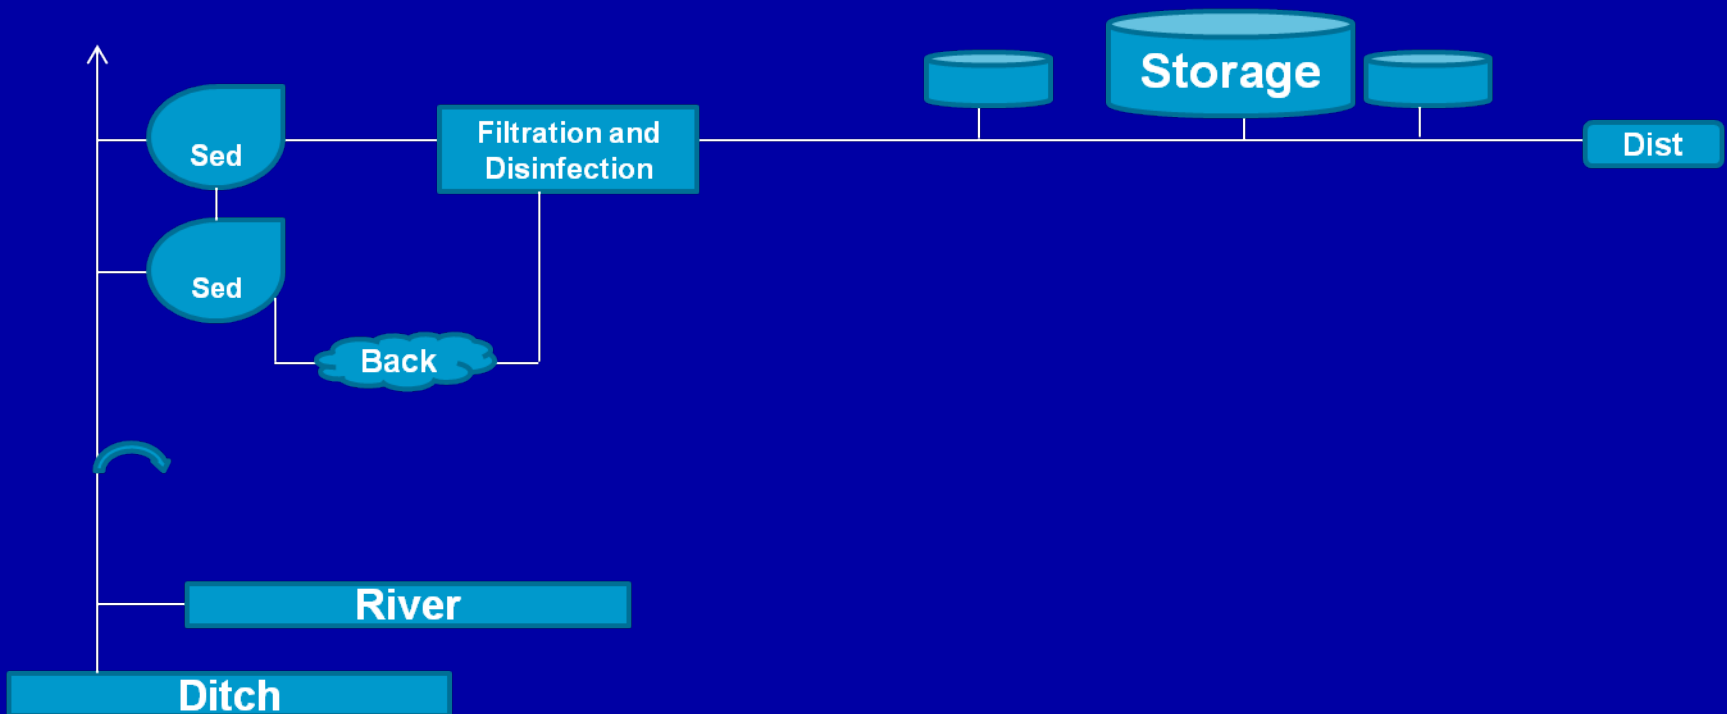 Storage
Filtration and
Disinfection
Sed
Dist
Sed
Back
River
Ditch